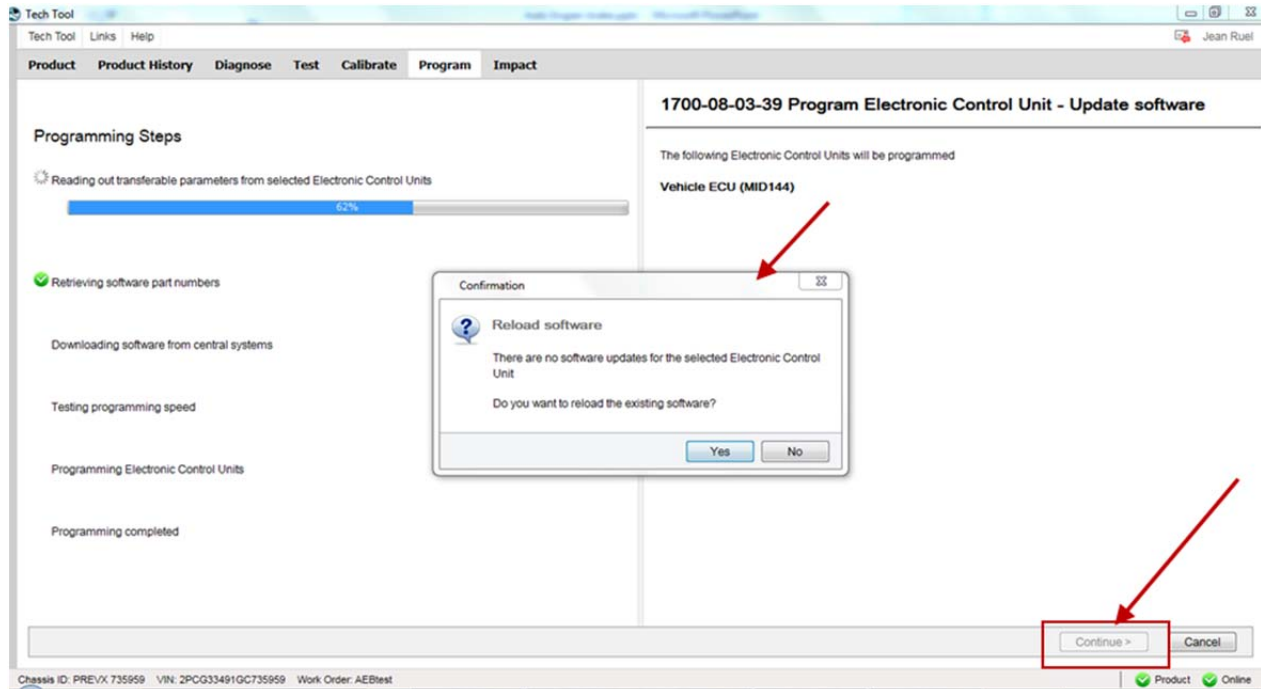 Tech Tool
Tech Tool Links Help
Jean Ruel
Product Product History Diagnose Test Calibrate Program Impact
Programming Steps
Reading out transferable parameters from selected Electronic Control Units
62%
Retrieving software part numbers
Downloading software from central systems
Testing programming speed
Programming Electronic Control Units
Programming completed
1700-08-03-39 Program Electronic Control Unit - Update software
The following Electronic Control Units will be programmed
Vehicle ECU (MID144)
Confirmation
Reload software
There are no software updates for the selected Electronic Control
Unit
Do you want to reload the existing software?
Yes No
Continue > Cancel
Chassis ID: PREVX 735959 VIN: 2PCG33491GC735959 Work Order: AEBtest
Product Online